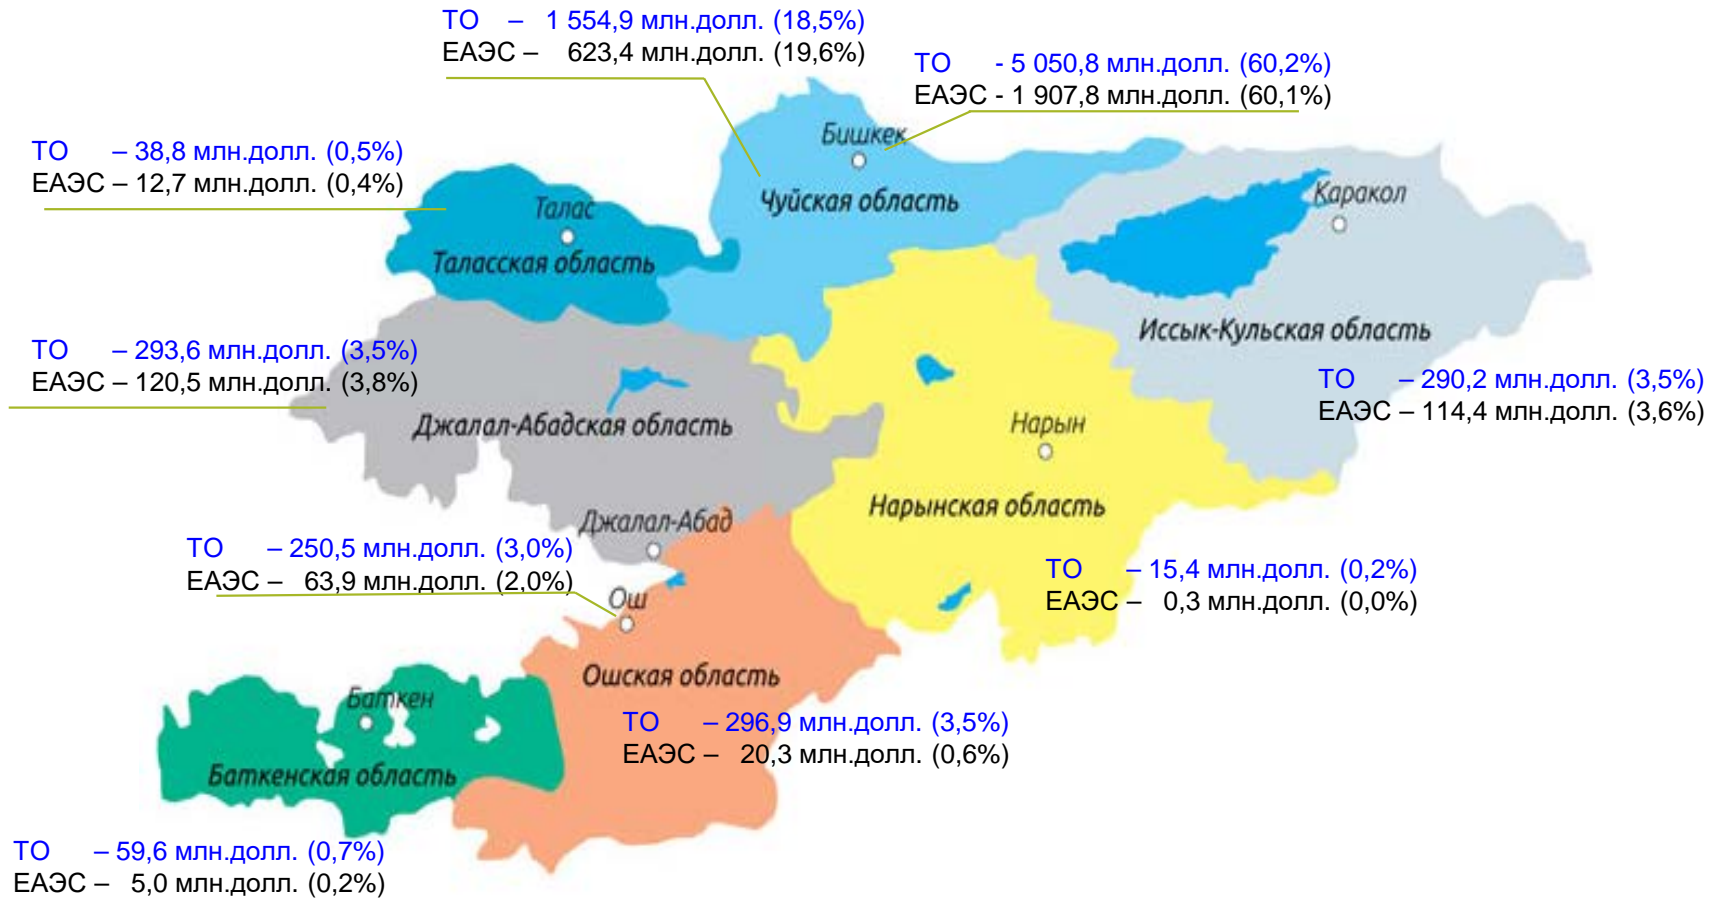 ТО – 1 554,9 млн.долл. (18,5%)
ЕАЭС – 623,4 млн.долл. (19,6%)
ТО - 5 050,8 млн.долл. (60,2%)
ЕАЭС - 1 907,8 млн.долл. (60,1%)
Бишкек
ТО – 38,8 млн.долл. (0,5%)
ЕАЭС – 12,7 млн.долл. (0,4%)
Талас
Чуйская область
Каракол
Таласская область
Иссык-Кульская область
ТО – 293,6 млн.долл. (3,5%)
ЕАЭС – 120,5 млн.долл. (3,8%)
ТО – 290,2 млн.долл. (3,5%)
ЕАЭС – 114,4 млн.долл. (3,6%)
Джалал-Абадская область
Нарын
Нарынская область
Джалал-Абад
ТО – 250,5 млн.долл. (3,0%)
ЕАЭС – 63,9 млн.долл. (2,0%)
ТО – 15,4 млн.долл. (0,2%)
ЕАЭС – 0,3 млн.долл. (0,0%)
Ош
Ошская область
Баткен
ТО – 296,9 млн.долл. (3,5%)
ЕАЭС – 20,3 млн.долл. (0,6%)
Баткенская область
ТО – 59,6 млн.долл. (0,7%)
ЕАЭС – 5,0 млн.долл. (0,2%)